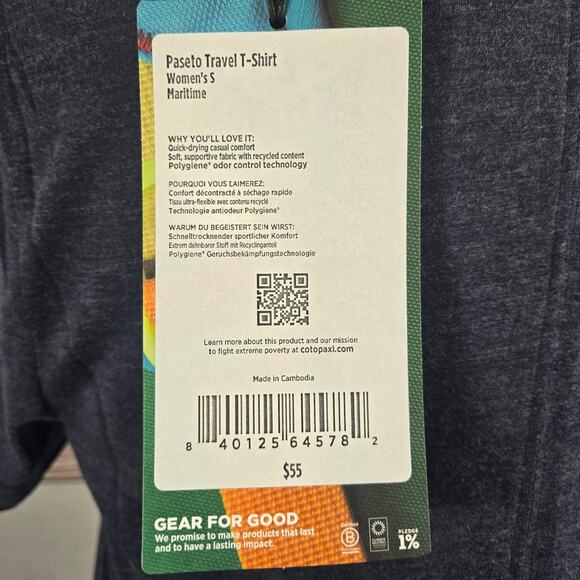 Paseto Travel T-Shirt
Women's S
Maritime
WHY YOU'LL LOVE IT:
Quick-drying casual comfort
Soft, supportive fabric with recycled content
Polygiene® odor control technology
POURQUOI VOUS L'AIMEREZ:
Confort décontracté à séchage rapide
Tissu ultra-flexible avec contenu recyclé
Technologie antiodeur Polygiene®
WARUM DU BEGEISTERT SEIN WIRST:
Schnelltrocknender sportlicher Komfort
Extrem dehnbarer Stoff mit Recyclinganteil
Polygiene® Geruchsbekämpfungstechnologie
Learn more about this product and our mission
to fight extreme poverty at cotopaxi.com
Made in Cambodia
8 40125 64578 2
$55
GEAR FOR GOOD
We promise to make products that last
and to have a lasting impact.
Certified
B
PLEDGE
1%